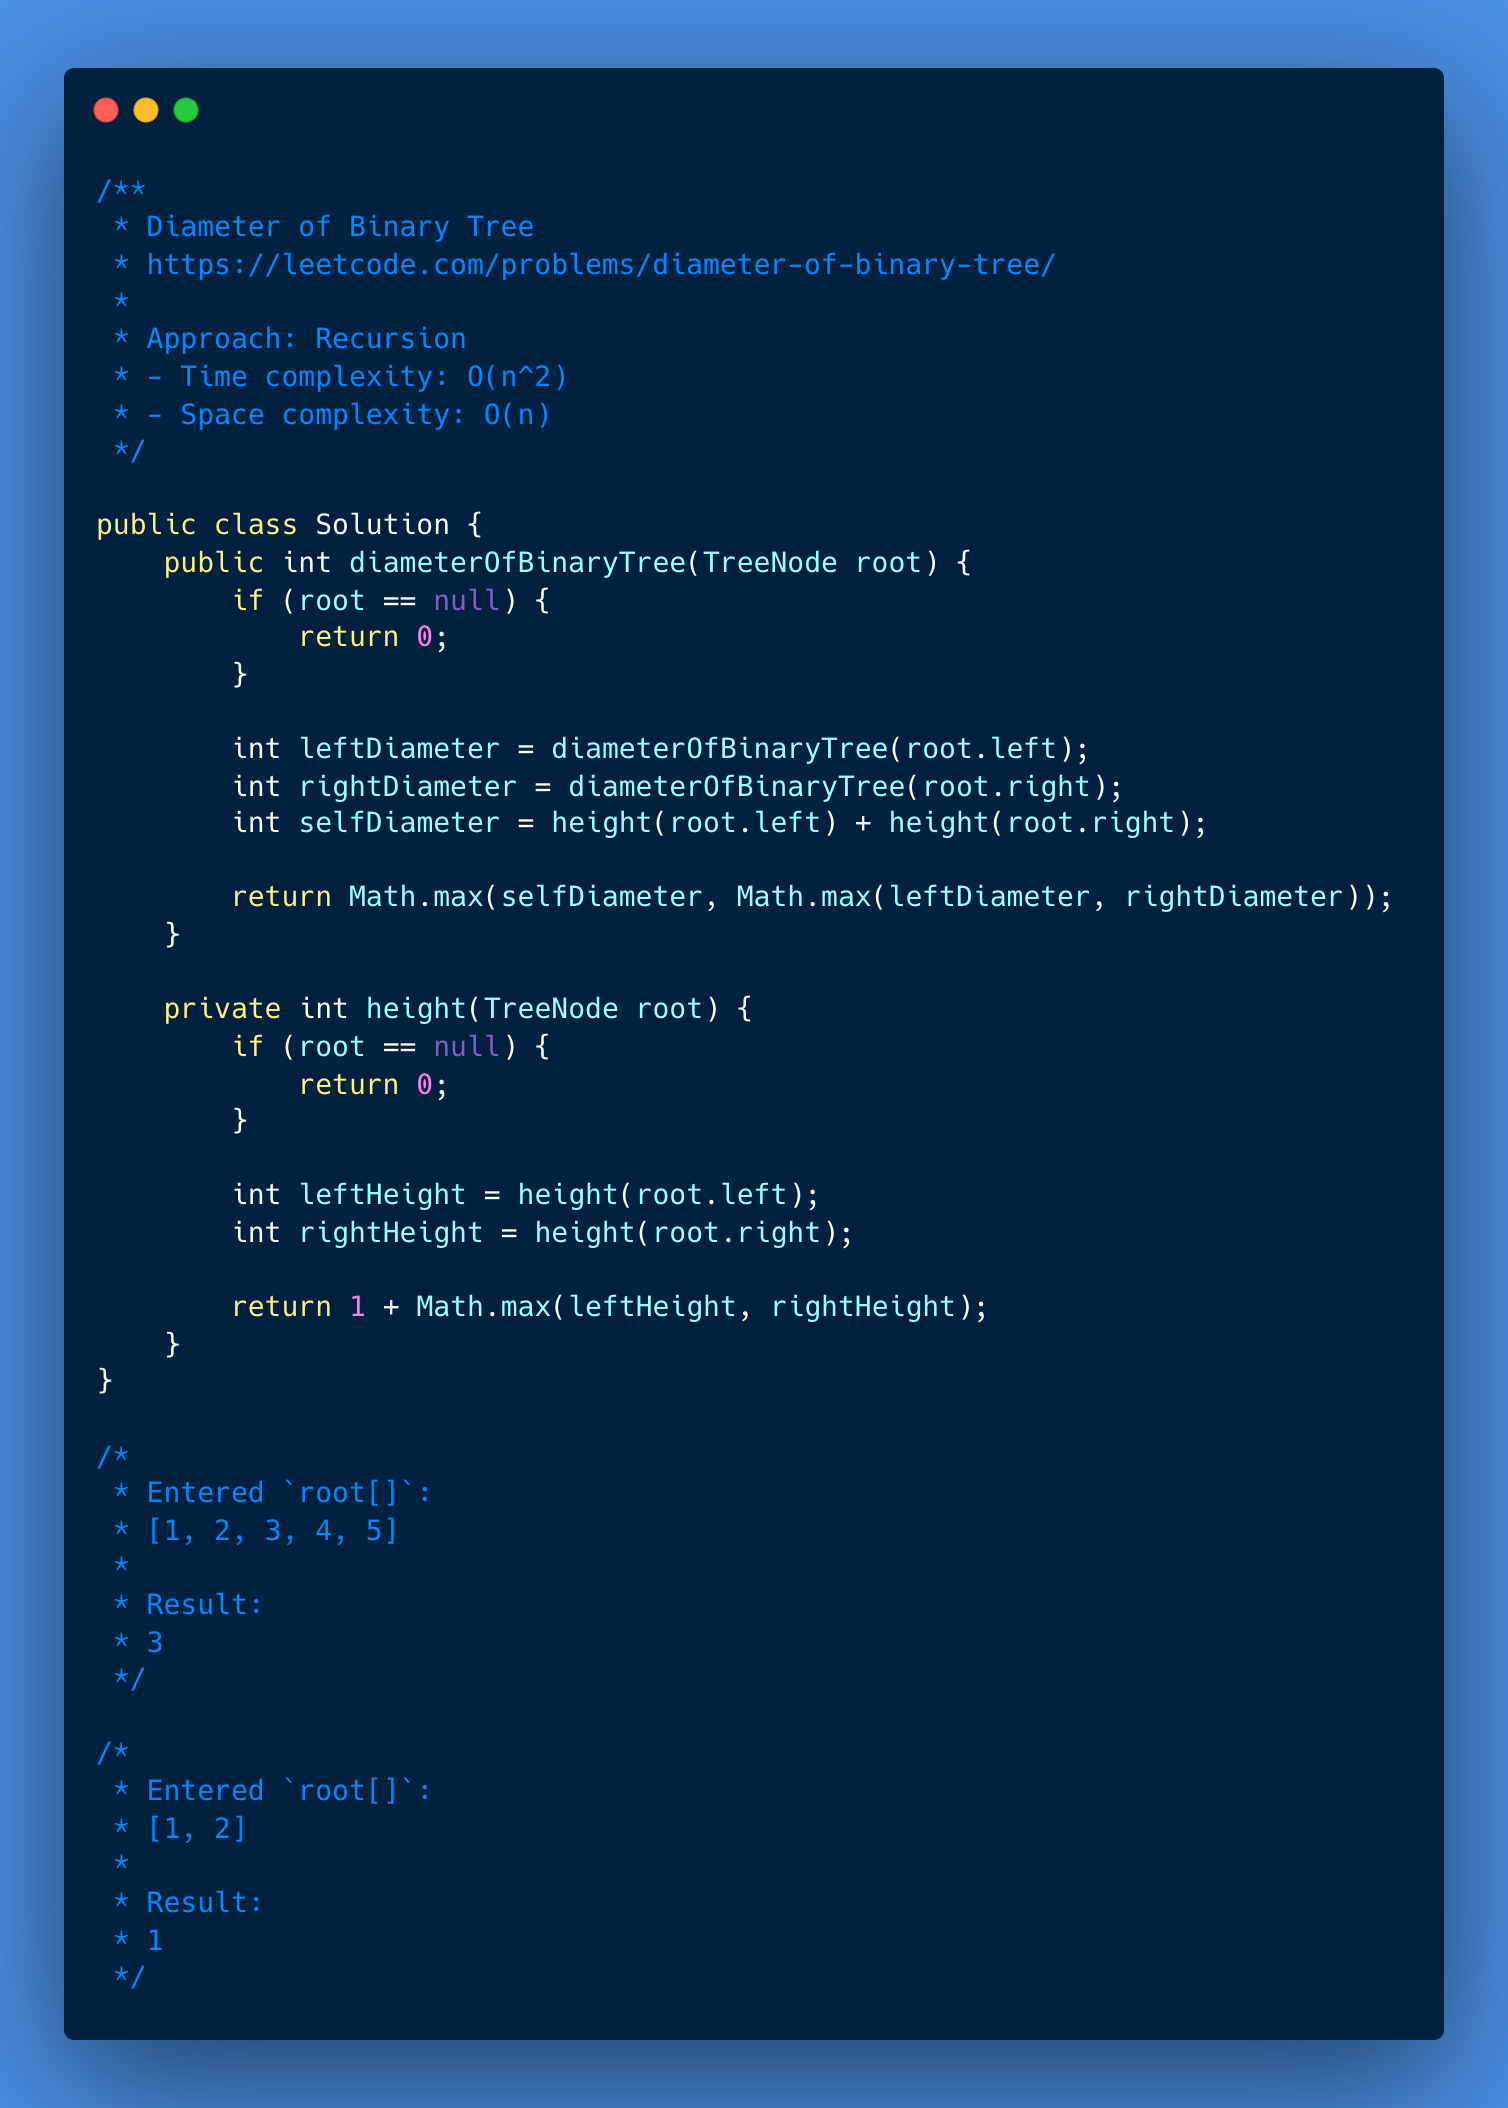 /**
 * Diameter of Binary Tree
 * https://leetcode.com/problems/diameter-of-binary-tree/
 *
 * Approach: Recursion
 * - Time complexity: O(n^2)
 * - Space complexity: O(n)
 */

public class Solution {
    public int diameterOfBinaryTree(TreeNode root) {
        if (root == null) {
            return 0;
        }

        int leftDiameter = diameterOfBinaryTree(root.left);
        int rightDiameter = diameterOfBinaryTree(root.right);
        int selfDiameter = height(root.left) + height(root.right);

        return Math.max(selfDiameter, Math.max(leftDiameter, rightDiameter));
    }

    private int height(TreeNode root) {
        if (root == null) {
            return 0;
        }

        int leftHeight = height(root.left);
        int rightHeight = height(root.right);

        return 1 + Math.max(leftHeight, rightHeight);
    }
}

/*
 * Entered `root[]`:
 * [1, 2, 3, 4, 5]
 *
 * Result:
 * 3
 */

/*
 * Entered `root[]`:
 * [1, 2]
 *
 * Result:
 * 1
 */